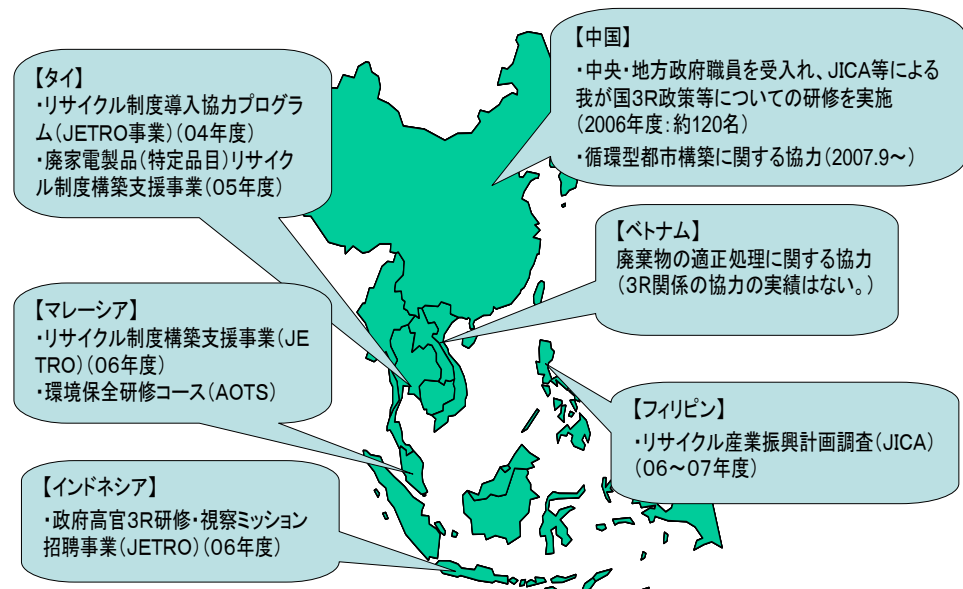 【タイ】
・リサイクル制度導入協力プログラ
ム(JETRO事業)(04年度)
・廃家電製品(特定品目)リサイク
ル制度構築支援事業(05年度)
【中国】
・中央・地方政府職員を受入れ、JICA等による
我が国3R政策等についての研修を実施
(2006年度:約120名)
・循環型都市構築に関する協力(2007.9～)
【ベトナム】
廃棄物の適正処理に関する協力
(3R関係の協力の実績はない。)
【マレーシア】
・リサイクル制度構築支援事業(JE
TRO)(06年度)
・環境保全研修コース(AOTS)
【フィリピン】
・リサイクル産業振興計画調査(JICA)
(06～07年度)
【インドネシア】
・政府高官3R研修・視察ミッション
招聘事業(JETRO)(06年度)